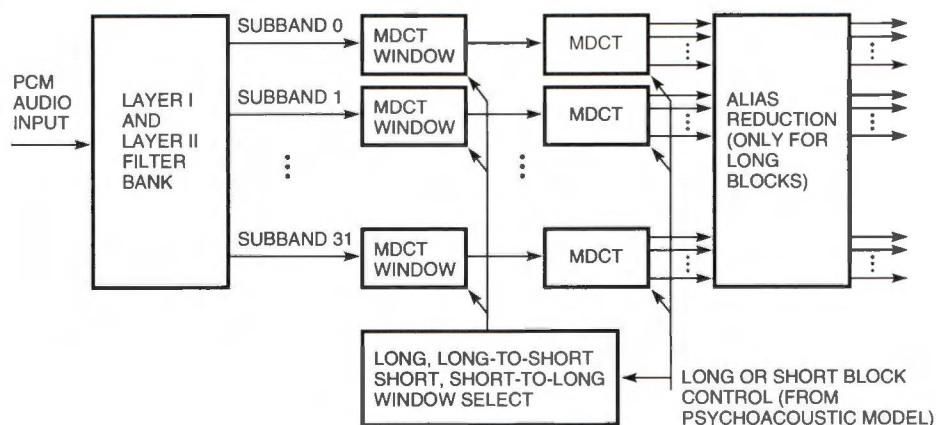 PCM
AUDIO
INPUT
LAYER I
AND
LAYER II
FILTER
BANK
SUBBAND 0
MDCT
WINDOW
MDCT
SUBBAND 1
MDCT
WINDOW
MDCT
SUBBAND 31
MDCT
WINDOW
MDCT
ALIAS
REDUCTION
(ONLY FOR
LONG
BLOCKS)
LONG, LONG-TO-SHORT
SHORT, SHORT-TO-LONG
WINDOW SELECT
LONG OR SHORT BLOCK
CONTROL (FROM
PSYCHOACOUSTIC MODEL)